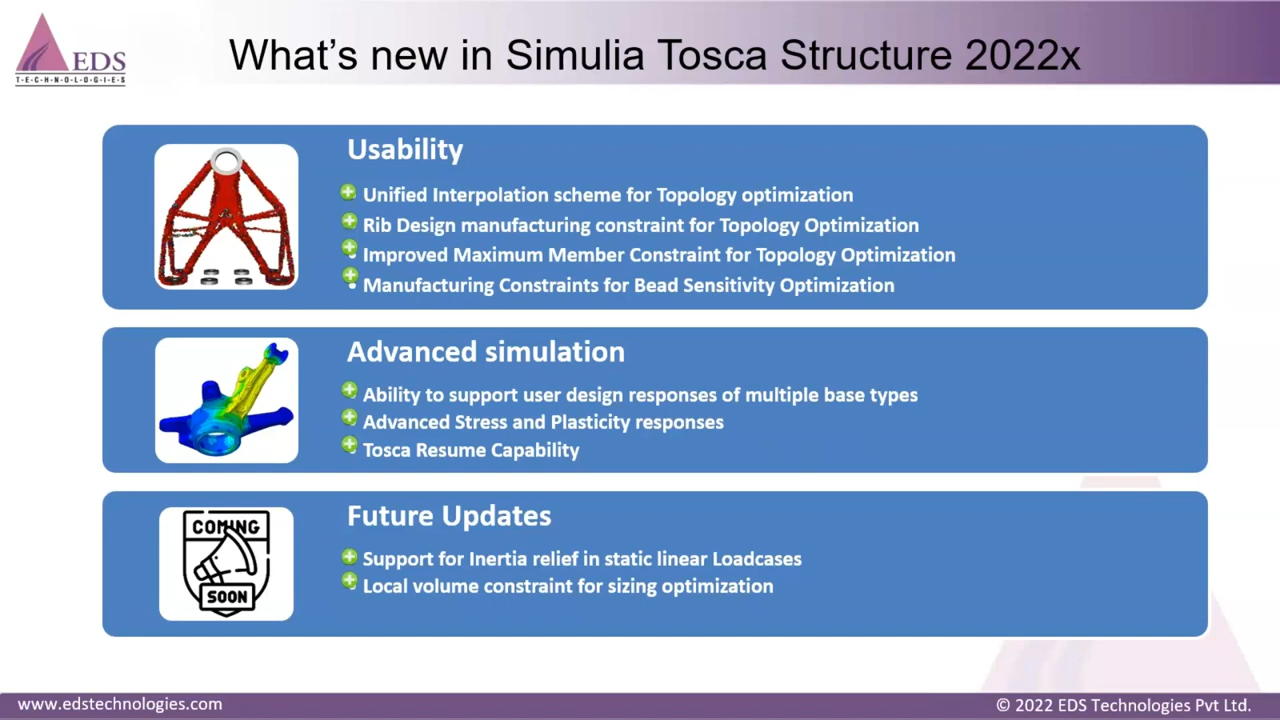 EDS
T·E·C·H·N·O·L·O·G·I·E·S
What's new in Simulia Tosca Structure 2022x
Usability
Unified Interpolation scheme for Topology optimization
Rib Design manufacturing constraint for Topology Optimization
Improved Maximum Member Constraint for Topology Optimization
Manufacturing Constraints for Bead Sensitivity Optimization
Advanced simulation
Ability to support user design responses of multiple base types
Advanced Stress and Plasticity responses
Tosca Resume Capability
COMING
SOON
Future Updates
Support for Inertia relief in static linear Loadcases
Local volume constraint for sizing optimization
www.edstechnologies.com
© 2022 EDS Technologies Pvt Ltd.